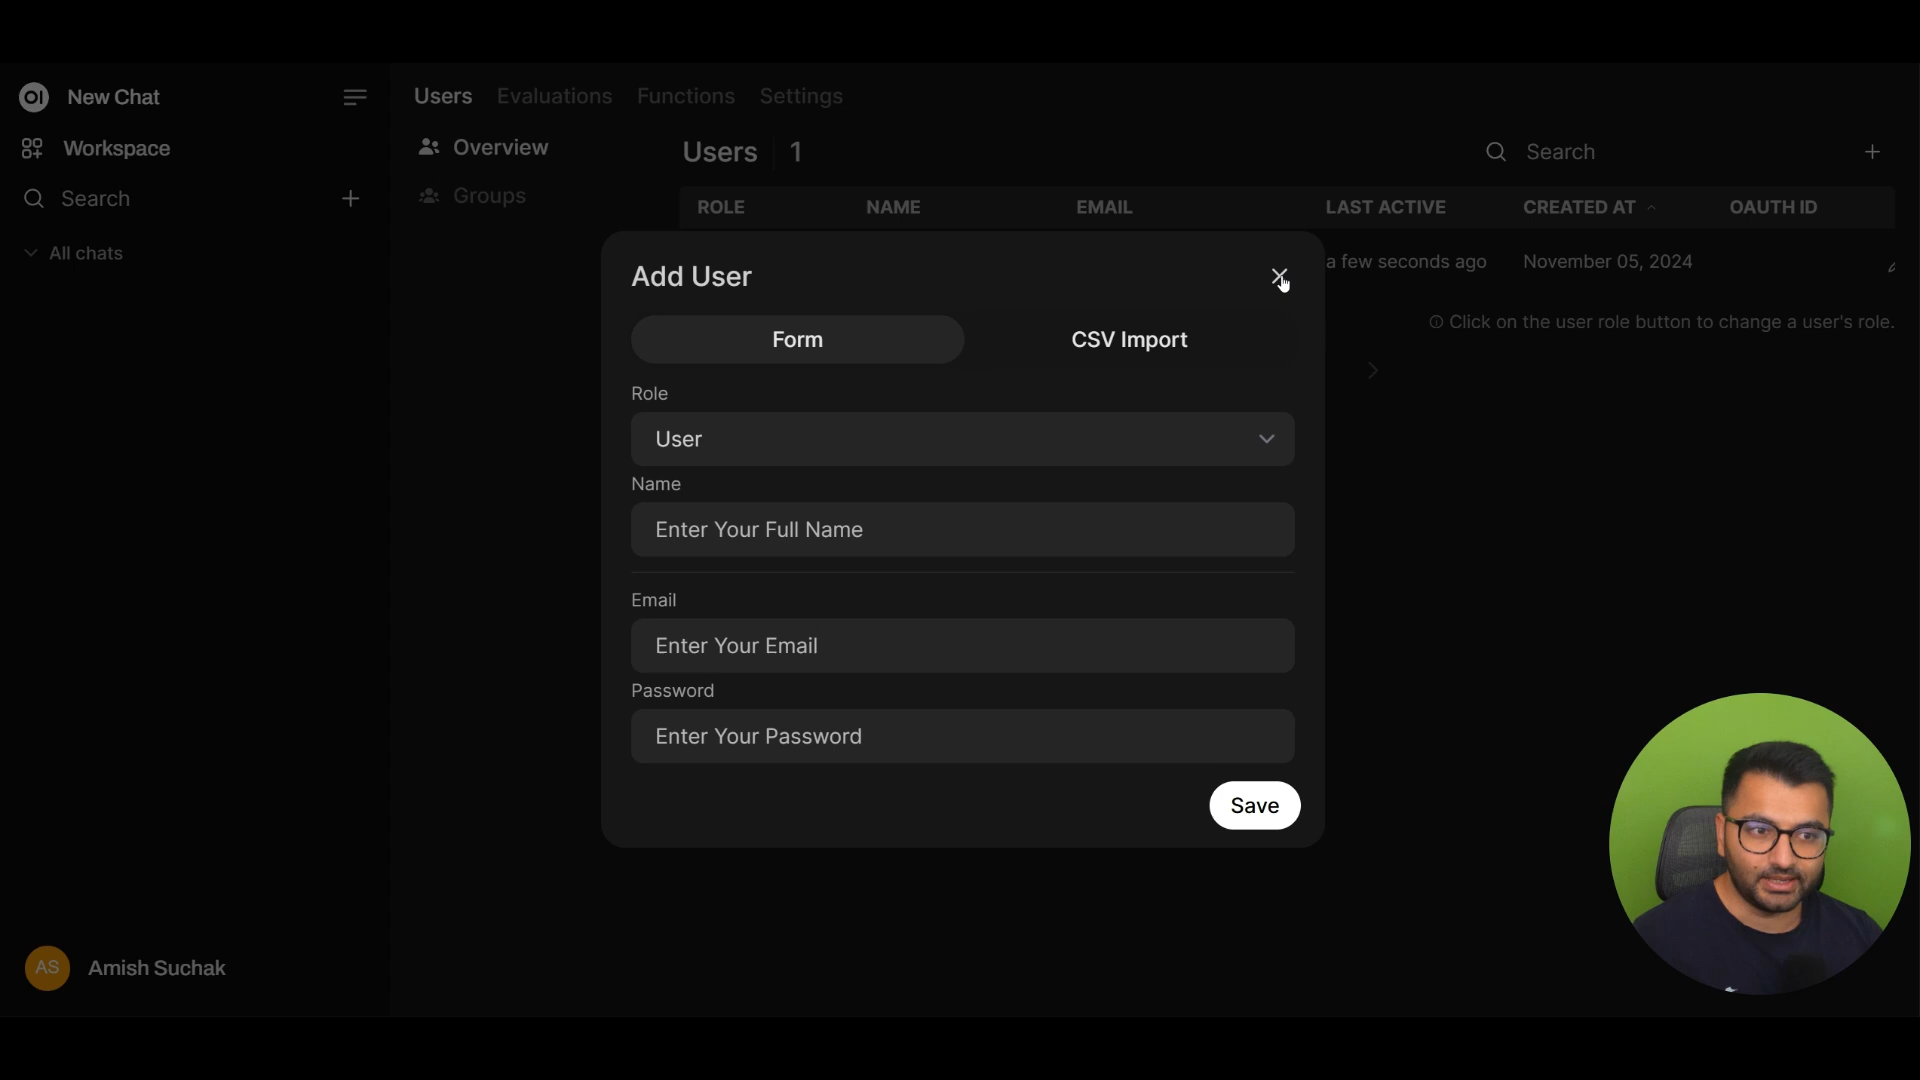 OI New Chat
Workspace
Search
All chats
Users Evaluations Functions Settings
Overview
Groups
Users 1
Search
ROLE NAME EMAIL LAST ACTIVE CREATED AT OAUTH ID
a few seconds ago November 05, 2024
Click on the user role button to change a user's role.
Add User
Form CSV Import
Role
User
Name
Enter Your Full Name
Email
Enter Your Email
Password
Enter Your Password
Save
AS Amish Suchak